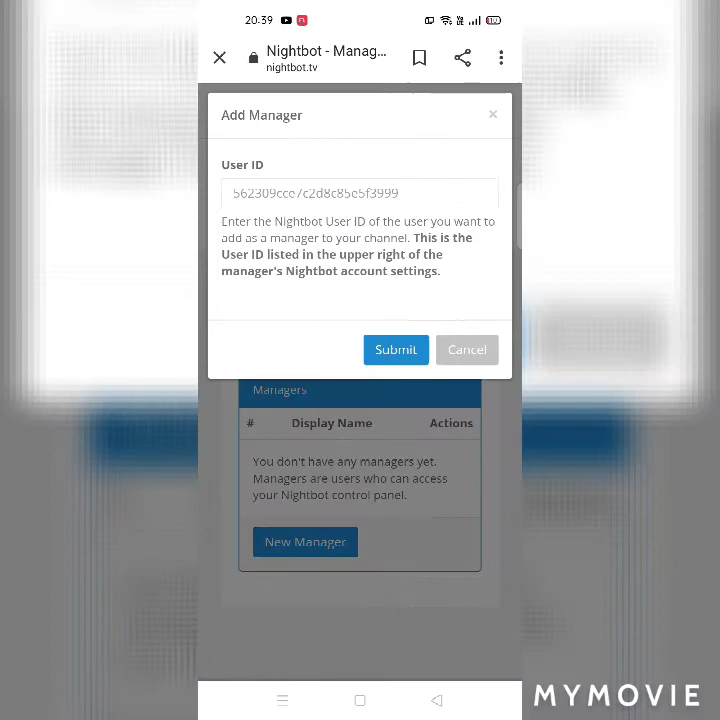 20:39
Nightbot - Manag...
nightbot.tv
Add Manager
×
User ID
562309cce7c2d8c85e5f3999
Enter the Nightbot User ID of the user you want to
add as a manager to your channel. This is the
User ID listed in the upper right of the
manager's Nightbot account settings.
Submit Cancel
Managers
# Display Name Actions
You don't have any managers yet.
Managers are users who can access
your Nightbot control panel.
New Manager
MYMOVIE